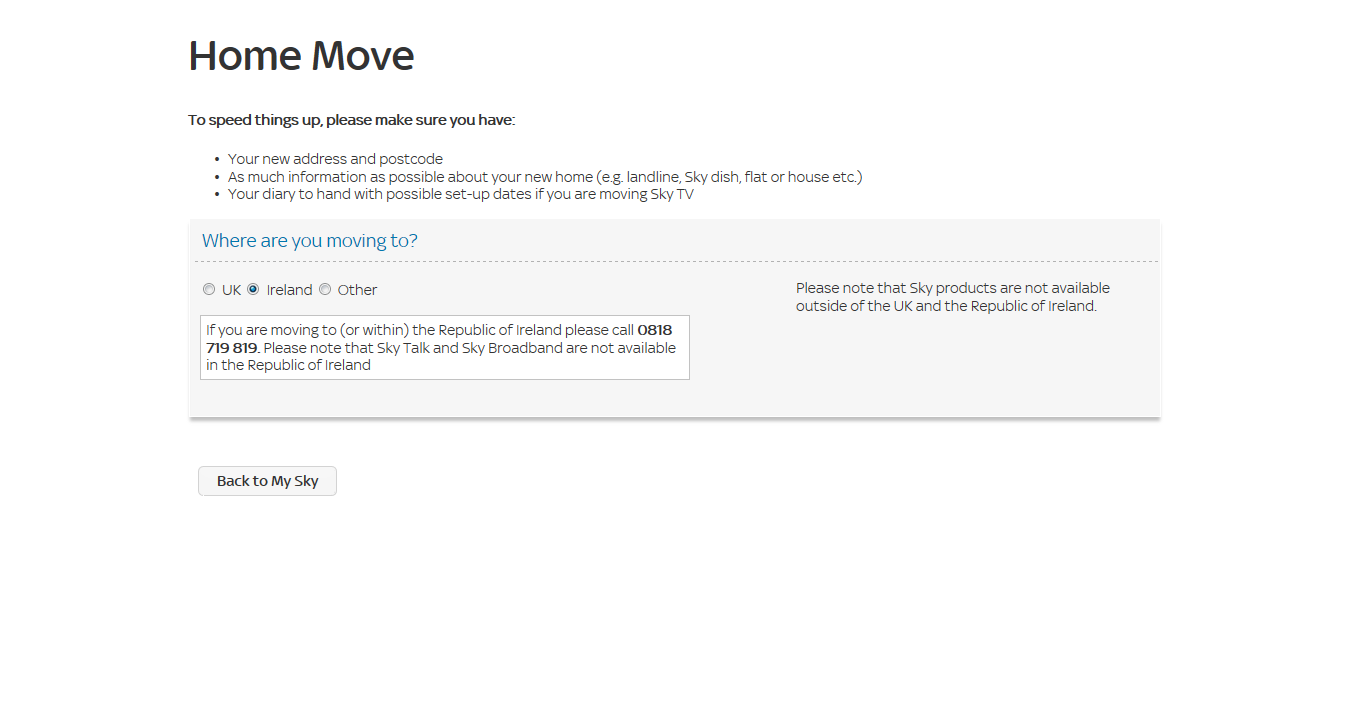 Home Move
To speed things up, please make sure you have:
• Your new address and postcode
• As much information as possible about your new home (e.g. landline, Sky dish, flat or house etc.)
• Your diary to hand with possible set-up dates if you are moving Sky TV
Where are you moving to?
UK Ireland Other
If you are moving to (or within) the Republic of Ireland please call 0818
719 819. Please note that Sky Talk and Sky Broadband are not available
in the Republic of Ireland
Please note that Sky products are not available
outside of the UK and the Republic of Ireland.
Back to My Sky